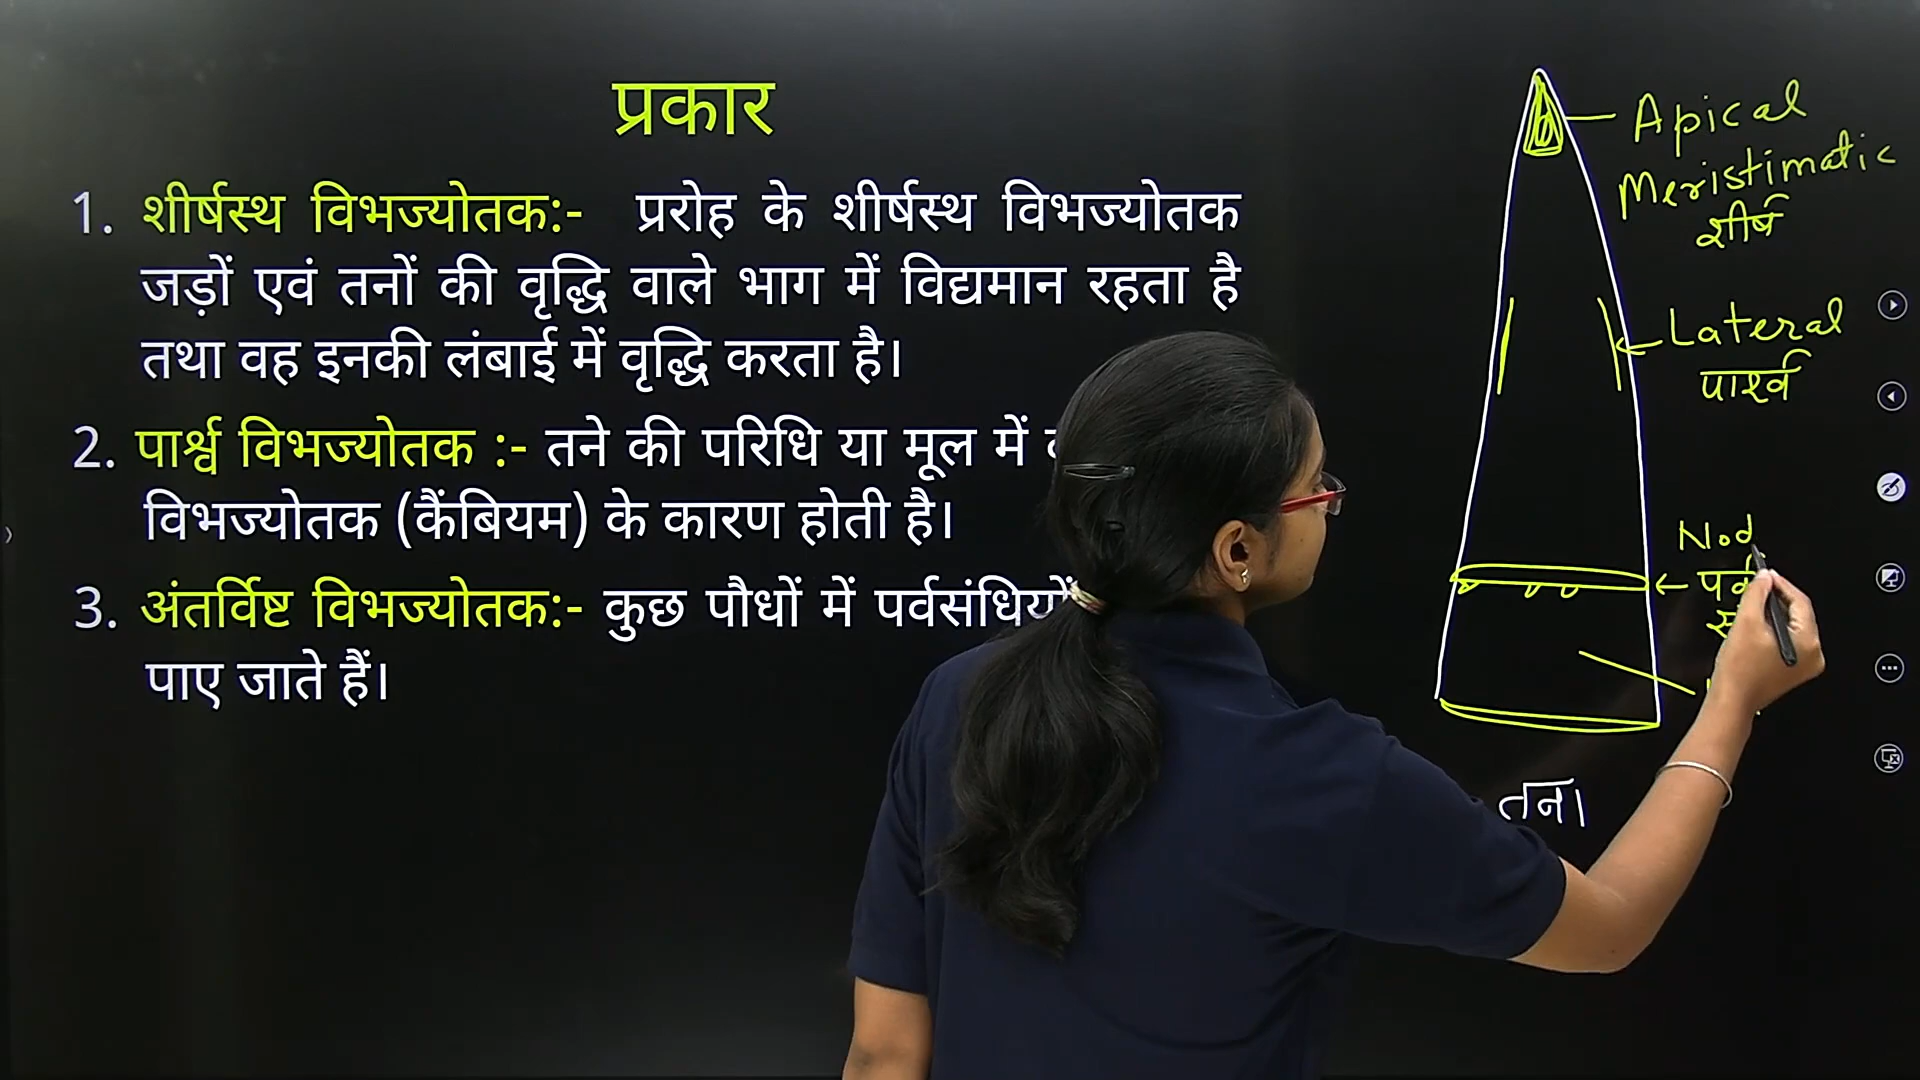 प्रकार
1. शीर्षस्थ विभज्योतक:- प्ररोह के शीर्षस्थ विभज्योतक
जड़ों एवं तनों की वृद्धि वाले भाग में विद्यमान रहता है
तथा वह इनकी लंबाई में वृद्धि करता है।
2. पार्श्व विभज्योतक :- तने की परिधि या मूल में
विभज्योतक (कैंबियम) के कारण होती है।
3. अंतर्विष्ट विभज्योतक:- कुछ पौधों में पर्वसंधियों
पाए जाते हैं।
Apical
Meristimatic
शीर्ष
Lateral
पार्श्व
Nod
तना